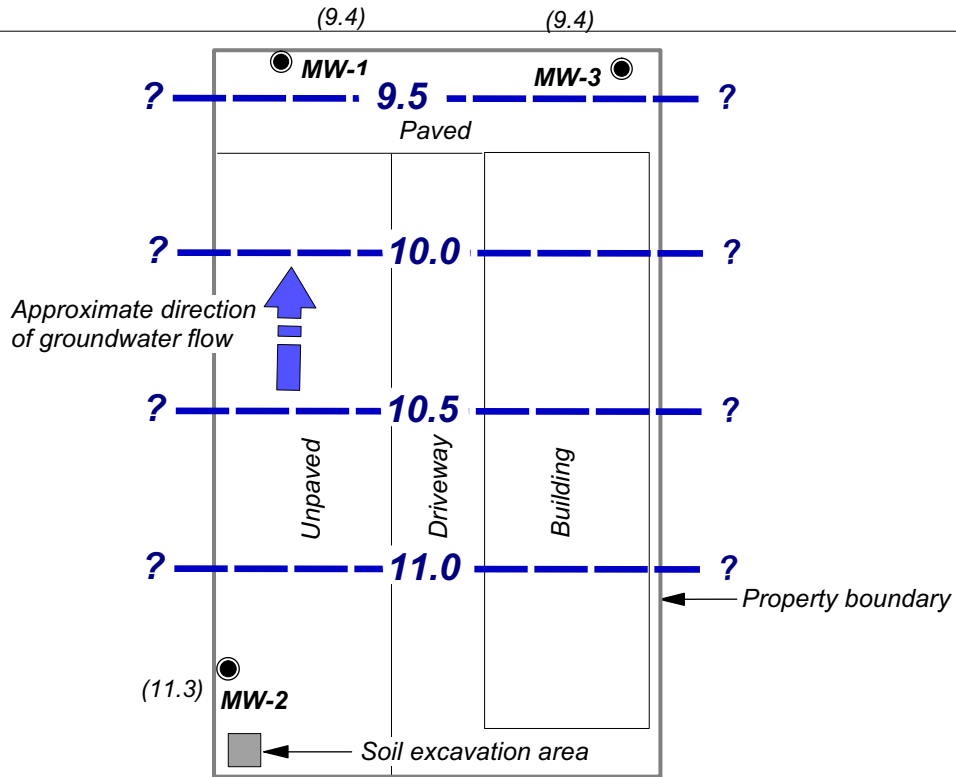 (9.4) (9.4)
MW-1 MW-3
? 9.5 ?
Paved
? 10.0 ?
Approximate direction
of groundwater flow
? 10.5 ?
Unpaved
Driveway
Building
? 11.0 ?
Property boundary
(11.3)
MW-2
Soil excavation area